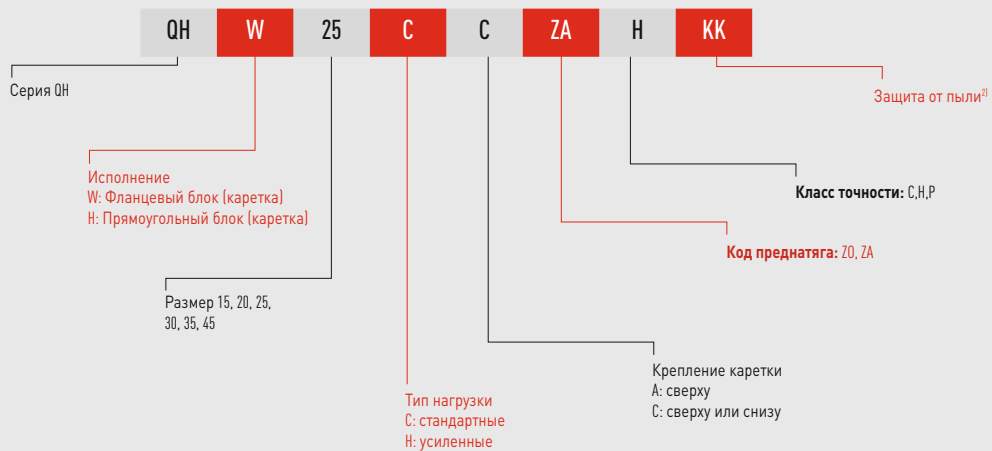 QH W 25 C C ZA H KK
Серия QH
Защита от пыли²⁾
Исполнение
W: Фланцевый блок (каретка)
H: Прямоугольный блок (каретка)
Класс точности: C,H,P
Код преднатяга: Z0, ZA
Размер 15, 20, 25,
30, 35, 45
Крепление каретки
A: сверху
C: сверху или снизу
Тип нагрузки
C: стандартные
H: усиленные